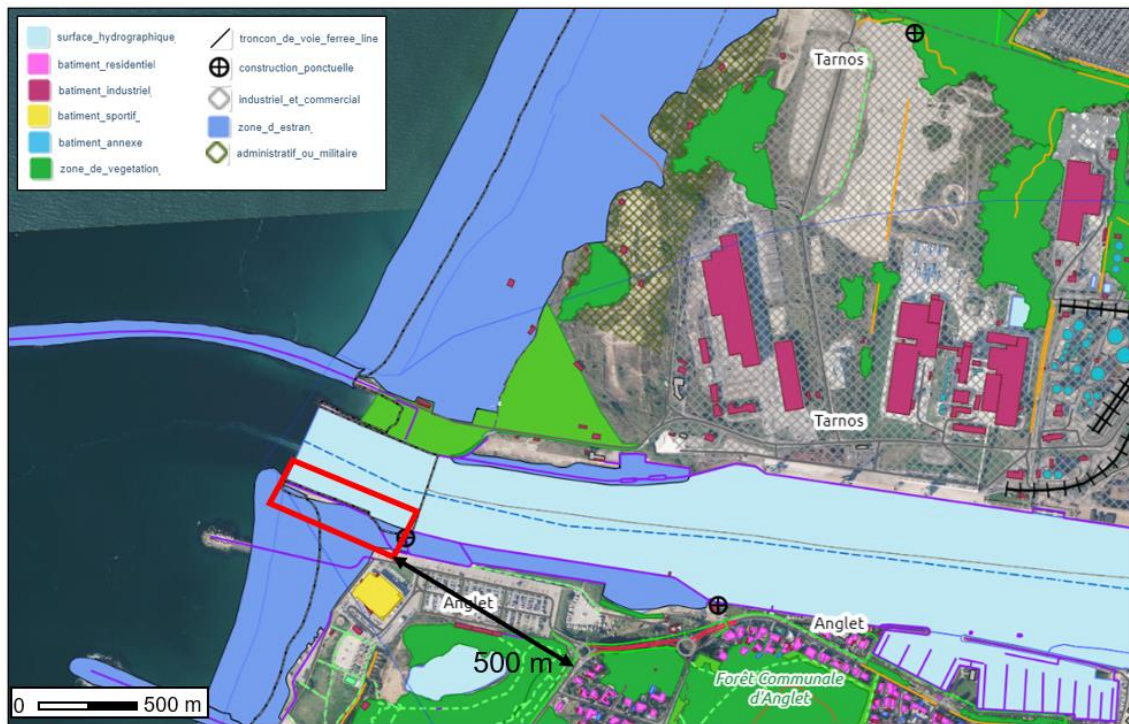 surface_hydrographique
batiment_residentiel
batiment_industriel
batiment_sportif_
batiment_annexe
zone_de_vegetation
troncon_de_voie_ferree_line
construction_ponctuelle
industriel_et_commercial
zone_d_estran
administratif_ou_militaire
Tarnos
Tarnos
Anglet
Anglet
500 m
Forêt Communale
d'Anglet
0 500 m